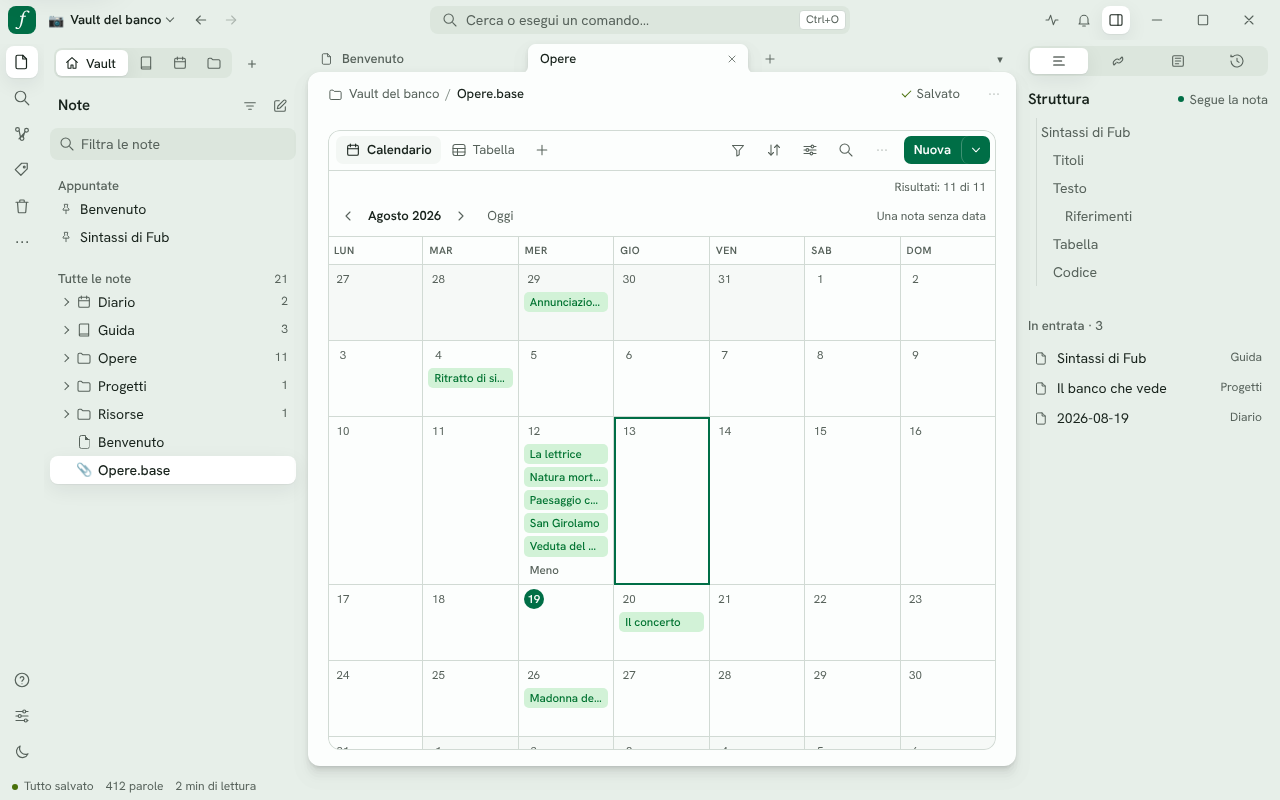 f Vault del banco
Cerca o esegui un comando… Ctrl+O
Vault
Benvenuto
Opere
Note
Filtra le note
Appuntate
Benvenuto
Sintassi di Fub
Tutte le note 21
Diario 2
Guida 3
Opere 11
Progetti 1
Risorse 1
Benvenuto
Opere.base
Vault del banco / Opere.base
Salvato
Calendario
Tabella
Nuova
Risultati: 11 di 11
Agosto 2026
Oggi
Una nota senza data
LUN MAR MER GIO VEN SAB DOM
27 28 29 30 31 1 2
Annunciazio…
3 4 5 6 7 8 9
Ritratto di si…
10 11 12 13 14 15 16
La lettrice
Natura mort…
Paesaggio c…
San Girolamo
Veduta del …
Meno
17 18 19 20 21 22 23
Il concerto
24 25 26 27 28 29 30
Madonna de…
Struttura
Segue la nota
Sintassi di Fub
Titoli
Testo
Riferimenti
Tabella
Codice
In entrata · 3
Sintassi di Fub Guida
Il banco che vede Progetti
2026-08-19 Diario
Tutto salvato 412 parole 2 min di lettura